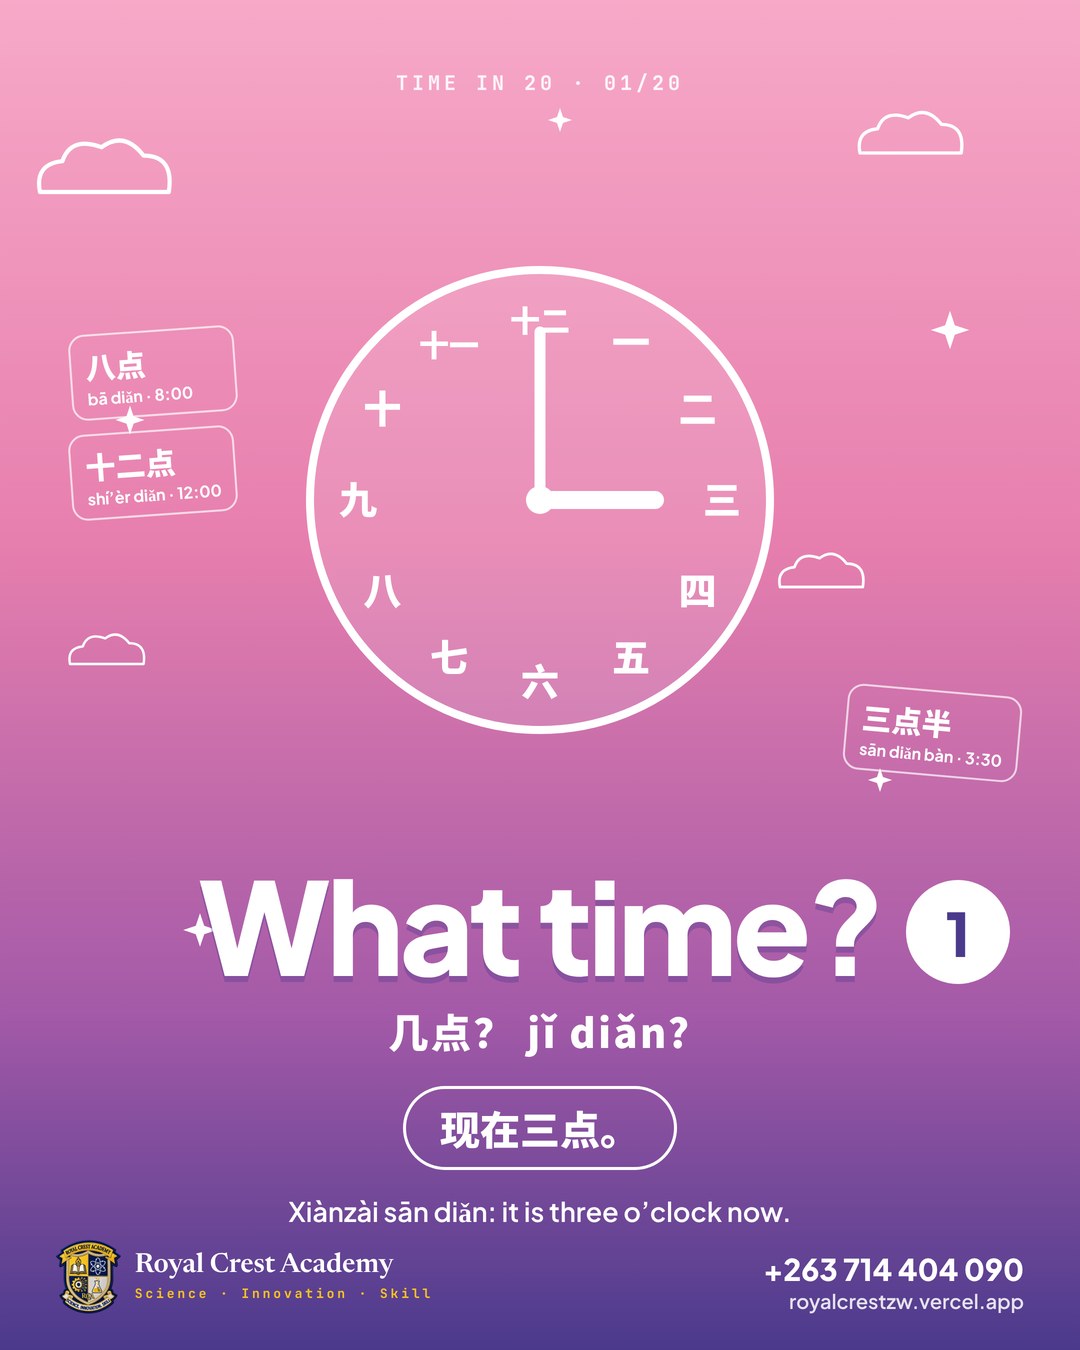 TIME IN 20 · 01/20
十二
十一
一
十
二
九
三
八
四
七
五
六
八点
bā diǎn · 8:00
十二点
shí'èr diǎn · 12:00
三点半
sān diǎn bàn · 3:30
What time? 1
几点? jǐ diǎn?
现在三点。
Xiànzài sān diǎn: it is three o’clock now.
Royal Crest Academy
Science · Innovation · Skill
+263 714 404 090
royalcrestzw.vercel.app